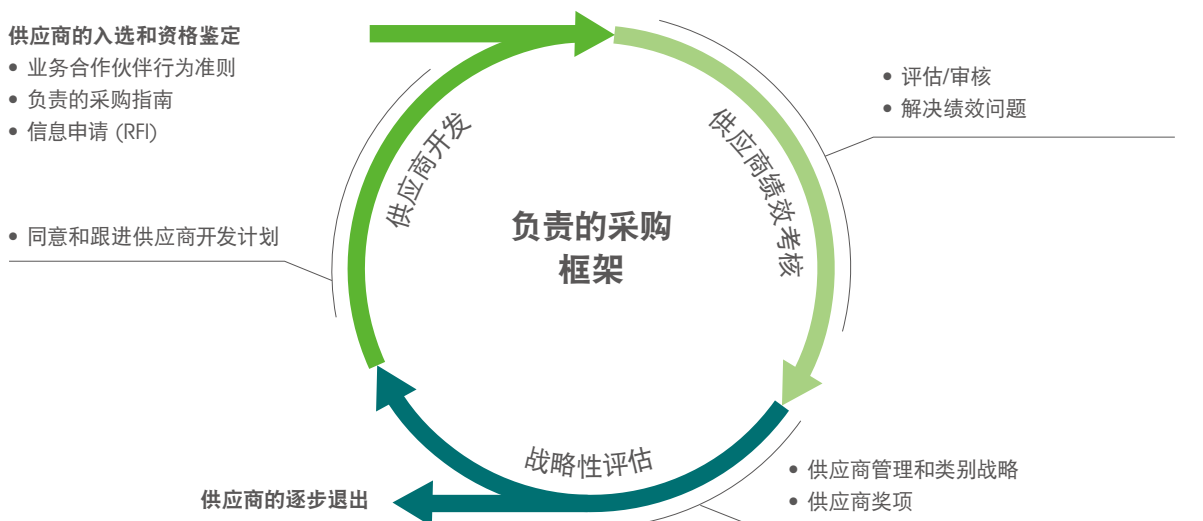 供应商的入选和资格鉴定
• 业务合作伙伴行为准则
• 负责的采购指南
• 信息申请 (RFI)
• 评估/审核
• 解决绩效问题
供应商开发
供应商绩效考核
负责的采购
框架
• 同意和跟进供应商开发计划
战略性评估
• 供应商管理和类别战略
• 供应商奖项
供应商的逐步退出